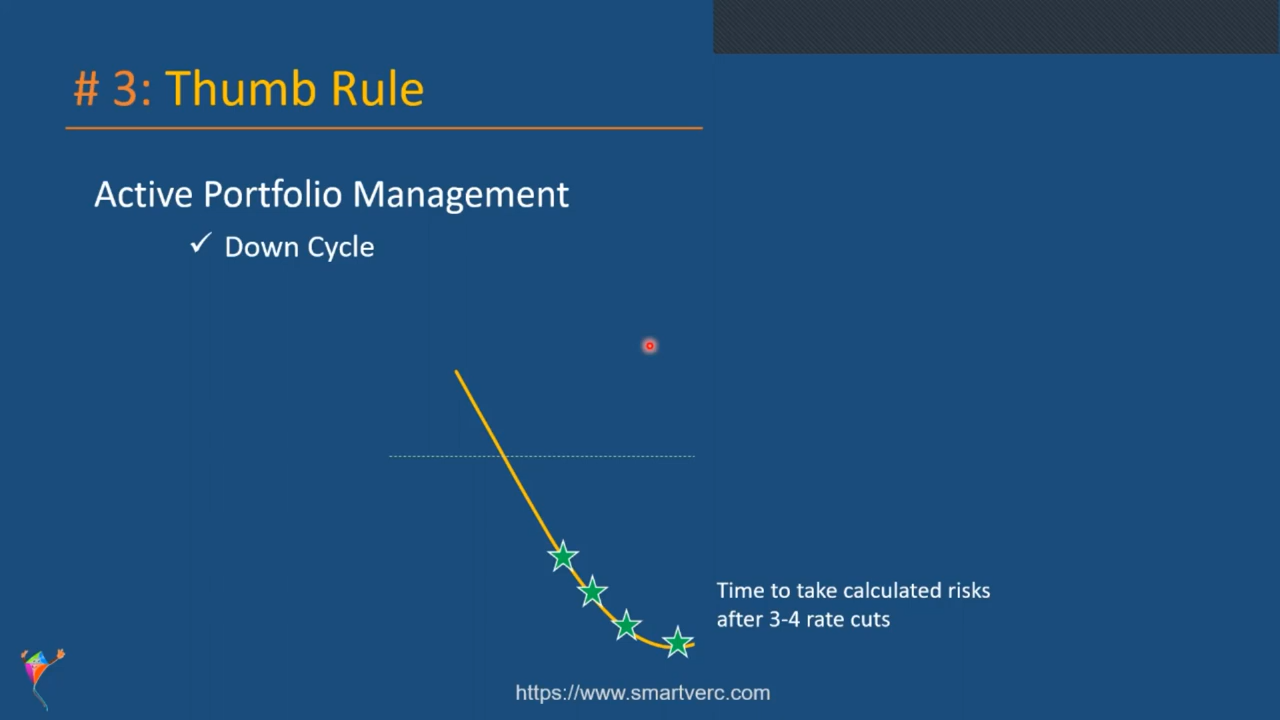 # 3: Thumb Rule
Active Portfolio Management
✓ Down Cycle
Time to take calculated risks
after 3-4 rate cuts
https://www.smartverc.com